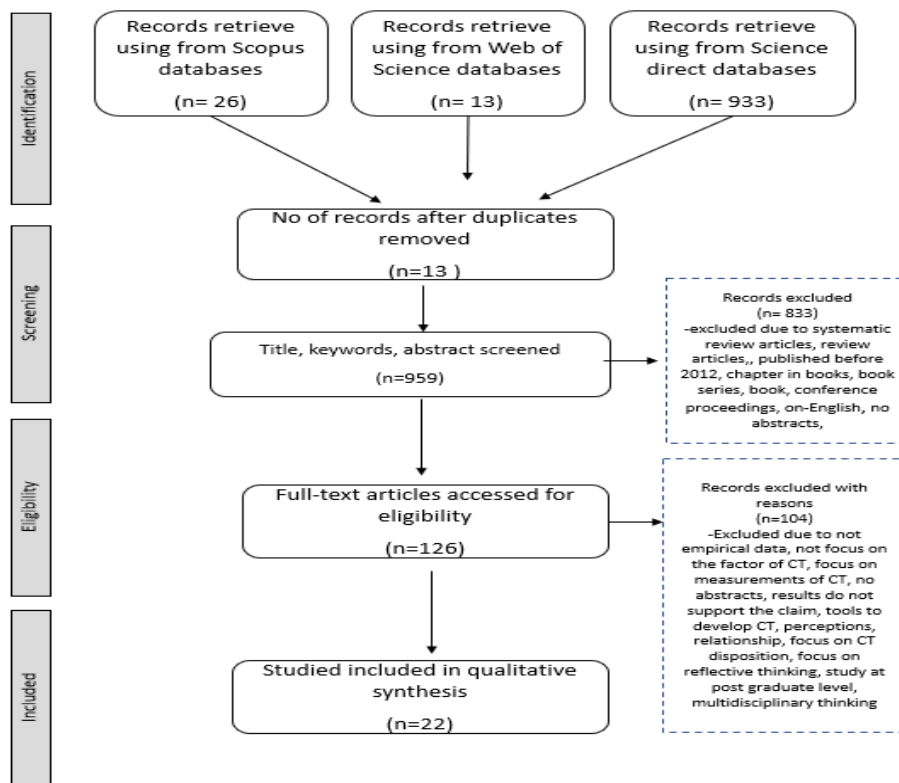 Identification
Records retrieve
using from Scopus
databases
(n= 26)
Records retrieve
using from Web of
Science databases
(n= 13)
Records retrieve
using from Science
direct databases
(n= 933)
Screening
No of records after duplicates
removed
(n=13 )
Title, keywords, abstract screened
(n=959)
Records excluded
(n= 833)
-excluded due to systematic
review articles, review
articles,, published before
2012, chapter in books, book
series, book, conference
proceedings, on-English, no
abstracts,
Eligibility
Full-text articles accessed for
eligibility
(n=126)
Records excluded with
reasons
(n=104)
-Excluded due to not
empirical data, not focus on
the factor of CT, focus on
measurements of CT, no
abstracts, results do not
support the claim, tools to
develop CT, perceptions,
relationship, focus on CT
disposition, focus on
reflective thinking, study at
post graduate level,
multidisciplinary thinking
Included
Studied included in qualitative
synthesis
(n=22)